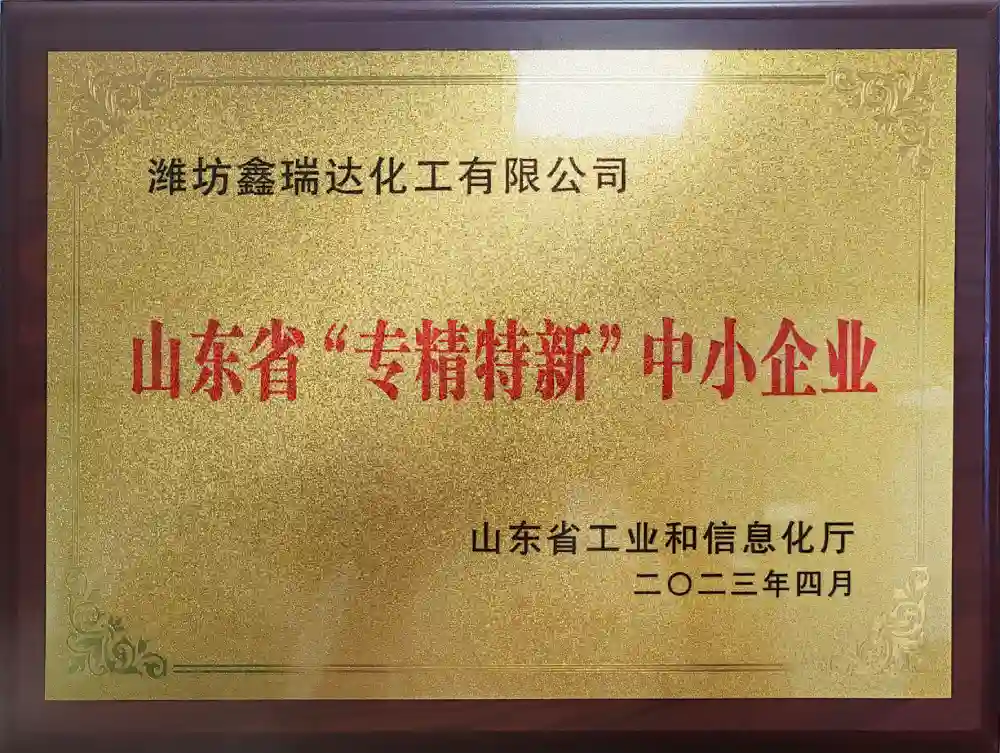 潍坊鑫瑞达化工有限公司
山东省“专精特新”中小企业
山东省工业和信息化厅
二〇二三年四月